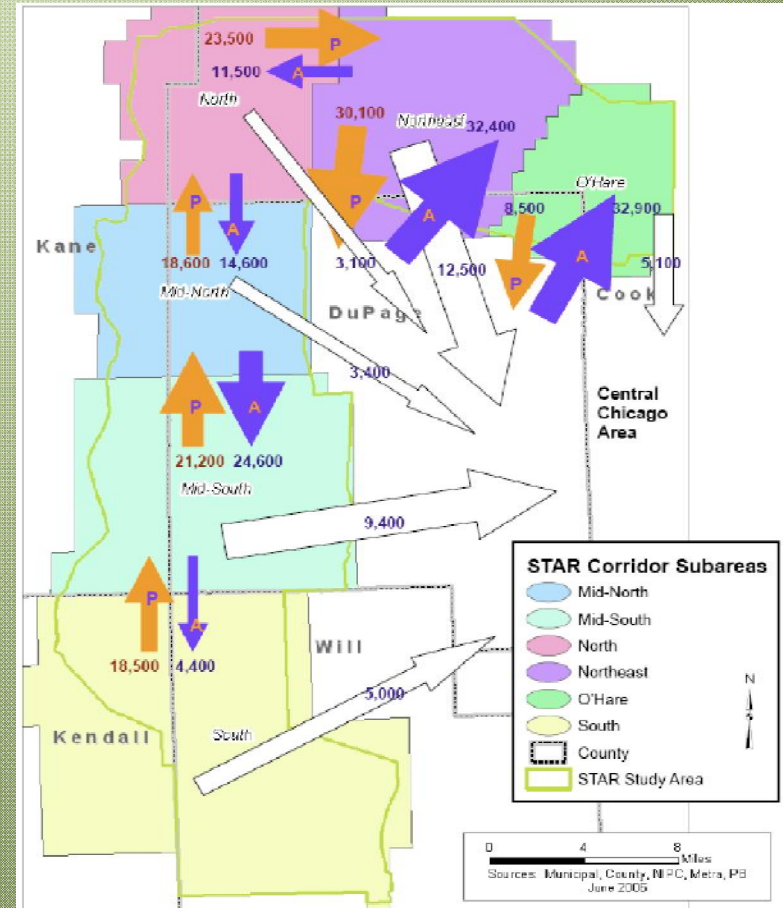 23,500
P
11,500
A
North
30,100
Northeast
32,400
P
A
O'Hare
8,500
32,900
P
A
P
A
Kane
18,600
14,600
3,100
12,500
5,100
Mid-North
DuPage
Cook
3,400
Central
Chicago
Area
P
A
21,200
24,600
Mid-South
9,400
P
A
18,500
4,400
Will
5,000
Kendall
South
STAR Corridor Subareas
Mid-North
Mid-South
North
Northeast
O'Hare
South
County
STAR Study Area
N
0 4 8
Miles
Sources: Municipal, County, NIPC, Metra, PB
June 2006